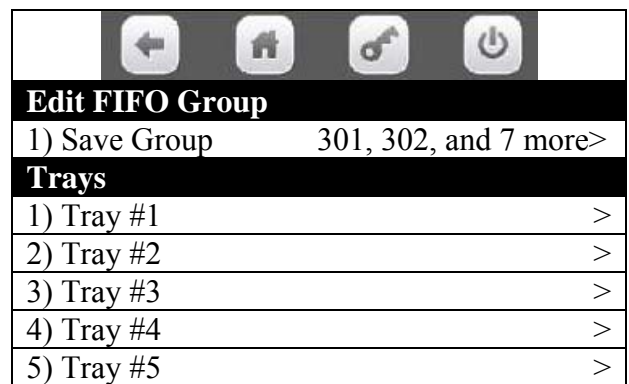 Edit FIFO Group
1) Save Group 301, 302, and 7 more>
Trays
1) Tray #1 >
2) Tray #2 >
3) Tray #3 >
4) Tray #4 >
5) Tray #5 >